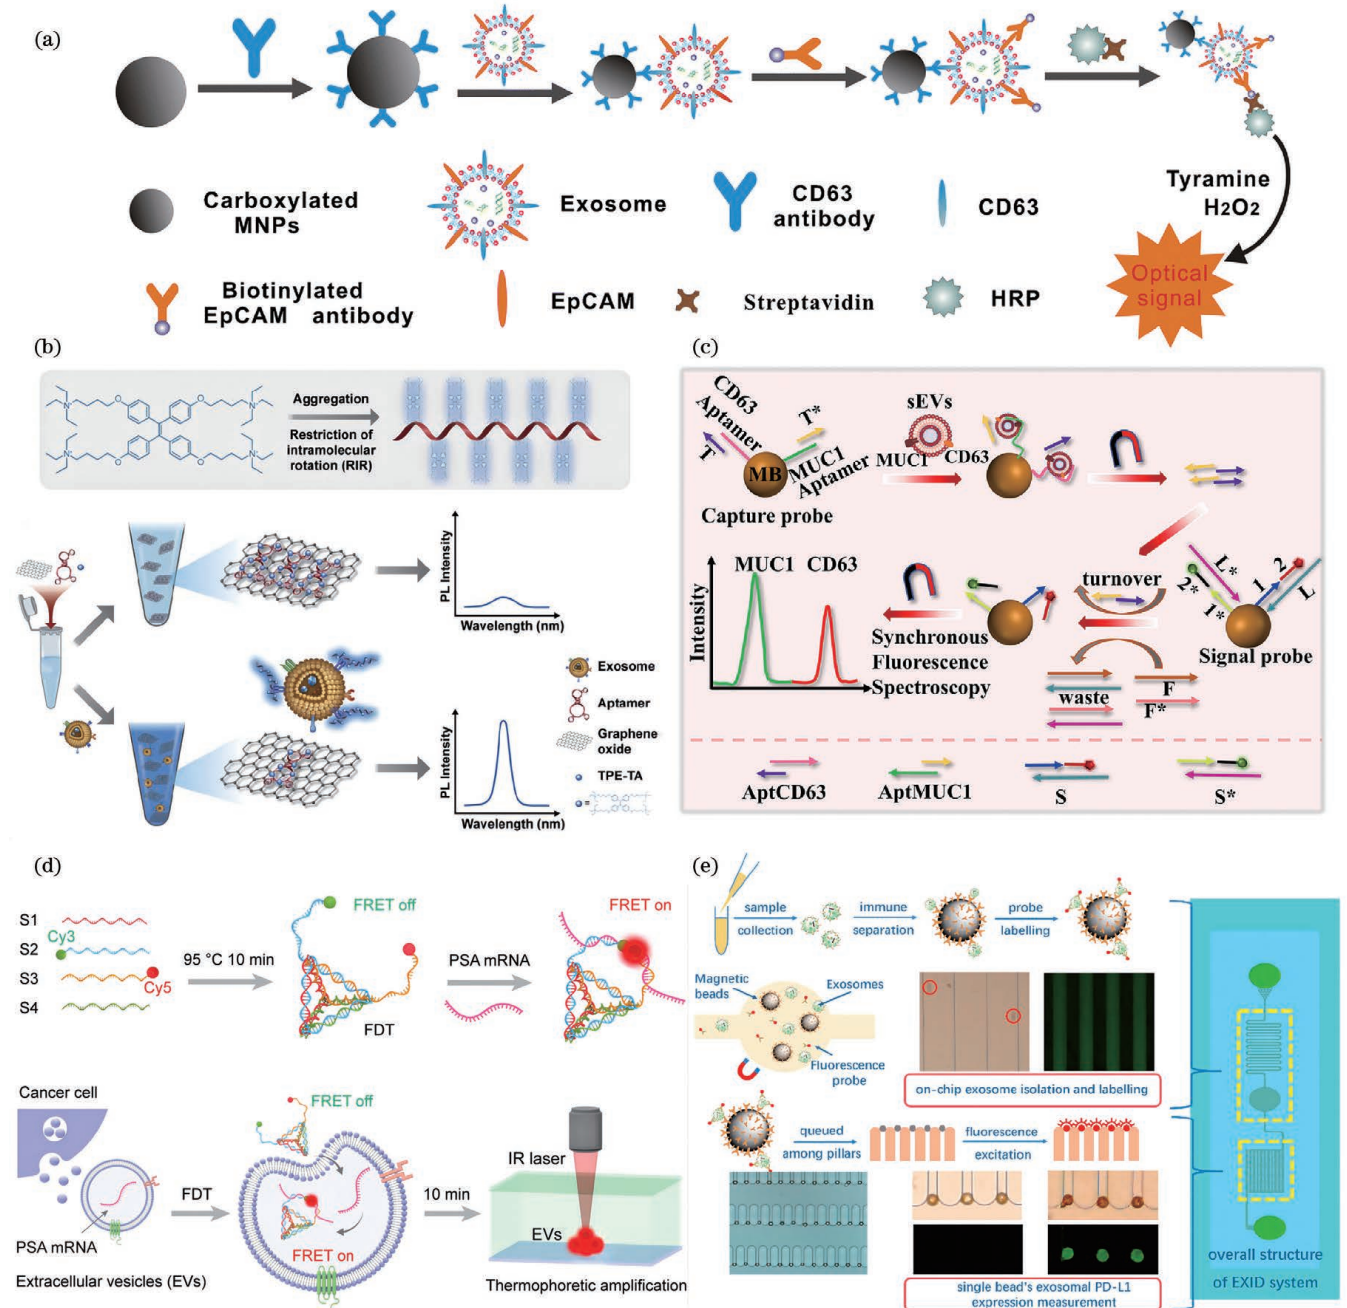 (a)
Carboxylated
MNPs
Exosome
CD63
antibody
CD63
Tyramine
H2O2
Biotinylated
EpCAM antibody
EpCAM
Streptavidin
HRP
Optical
signal
(b)
Aggregation
Restriction of
intramolecular
rotation (RIR)
PL Intensity
Wavelength (nm)
Exosome
Aptamer
Graphene
oxide
TPE-TA
PL Intensity
Wavelength (nm)
(c)
CD63
Aptamer
T
T*
MB
MUC1
Aptamer
Capture probe
sEVs
MUC1
CD63
Intensity
MUC1 CD63
Synchronous
Fluorescence
Spectroscopy
turnover
L*
2*
1*
1
2
L
Signal probe
waste
F
F*
AptCD63
AptMUC1
S
S*
(d)
S1
S2
S3
S4
Cy3
Cy5
95 °C 10 min
FRET off
FDT
PSA mRNA
FRET on
Cancer cell
PSA mRNA
Extracellular vesicles (EVs)
FDT
FRET off
FRET on
10 min
IR laser
EVs
Thermophoretic amplification
(e)
sample
collection
immune
separation
probe
labelling
Magnetic
beads
Exosomes
Fluorescence
probe
on-chip exosome isolation and labelling
queued
among pillars
fluorescence
excitation
single bead's exosomal PD-L1
expression measurement
overall structure
of EXID system